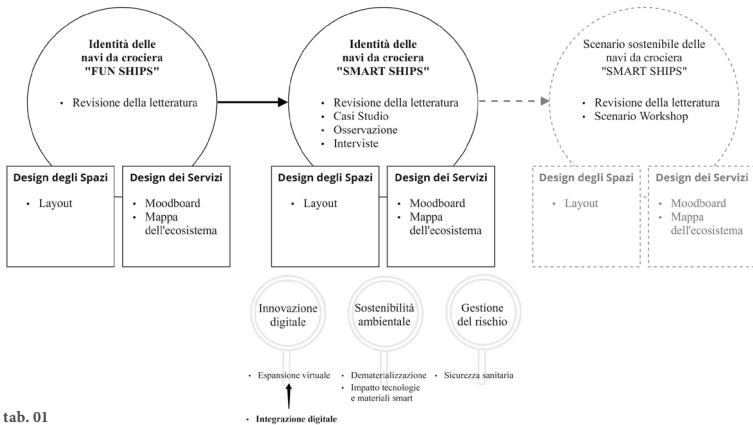 Identità delle
navi da crociera
"FUN SHIPS"
• Revisione della letteratura
Design degli Spazi
• Layout
Design dei Servizi
• Moodboard
• Mappa
dell'ecosistema
Identità delle
navi da crociera
"SMART SHIPS"
• Revisione della letteratura
• Casi Studio
• Osservazione
• Interviste
Design degli Spazi
• Layout
Design dei Servizi
• Moodboard
• Mappa
dell'ecosistema
Scenario sostenibile delle
navi da crociera
"SMART SHIPS"
• Revisione della letteratura
• Scenario Workshop
Design degli Spazi
• Layout
Design dei Servizi
• Moodboard
• Mappa
dell'ecosistema
Innovazione
digitale
• Espansione virtuale
• Integrazione digitale
Sostenibilità
ambientale
• Dematerializzazione
• Impatto tecnologie
e materiali smart
Gestione
del rischio
• Sicurezza sanitaria
tab. 01